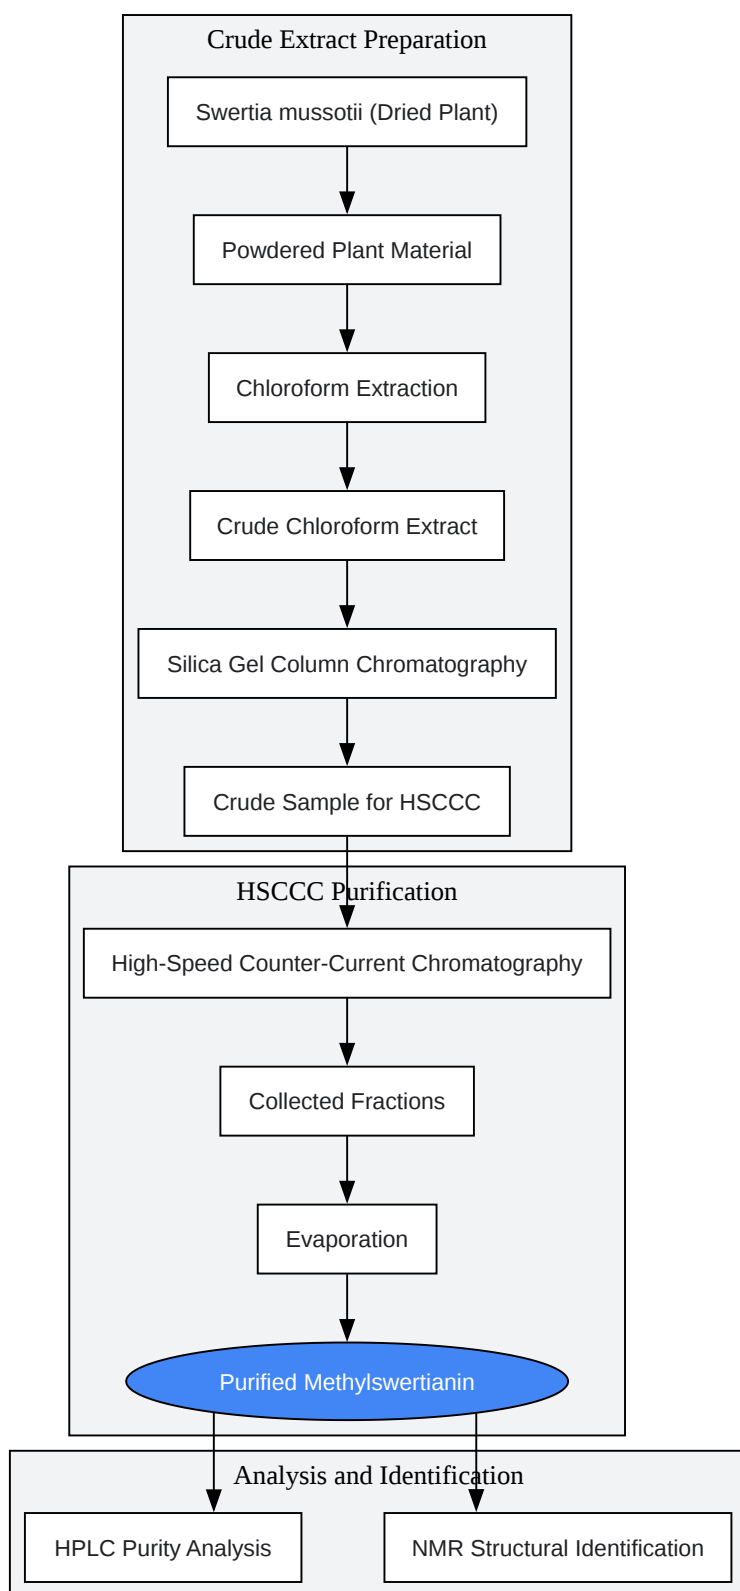 Crude Extract Preparation
Swertia mussotii (Dried Plant)
Powdered Plant Material
Chloroform Extraction
Crude Chloroform Extract
Silica Gel Column Chromatography
Crude Sample for HSCCC
HSCCC Purification
High-Speed Counter-Current Chromatography
Collected Fractions
Evaporation
Purified Methylswertianin
Analysis and Identification
HPLC Purity Analysis
NMR Structural Identification